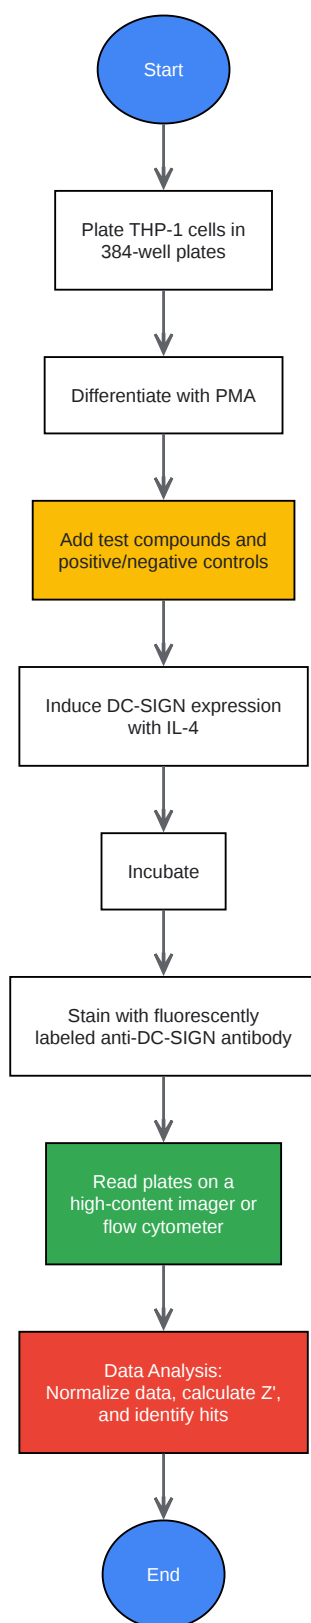 Start
Plate THP-1 cells in
384-well plates
Differentiate with PMA
Add test compounds and
positive/negative controls
Induce DC-SIGN expression
with IL-4
Incubate
Stain with fluorescently
labeled anti-DC-SIGN antibody
Read plates on a
high-content imager or
flow cytometer
Data Analysis:
Normalize data, calculate Z',
and identify hits
End